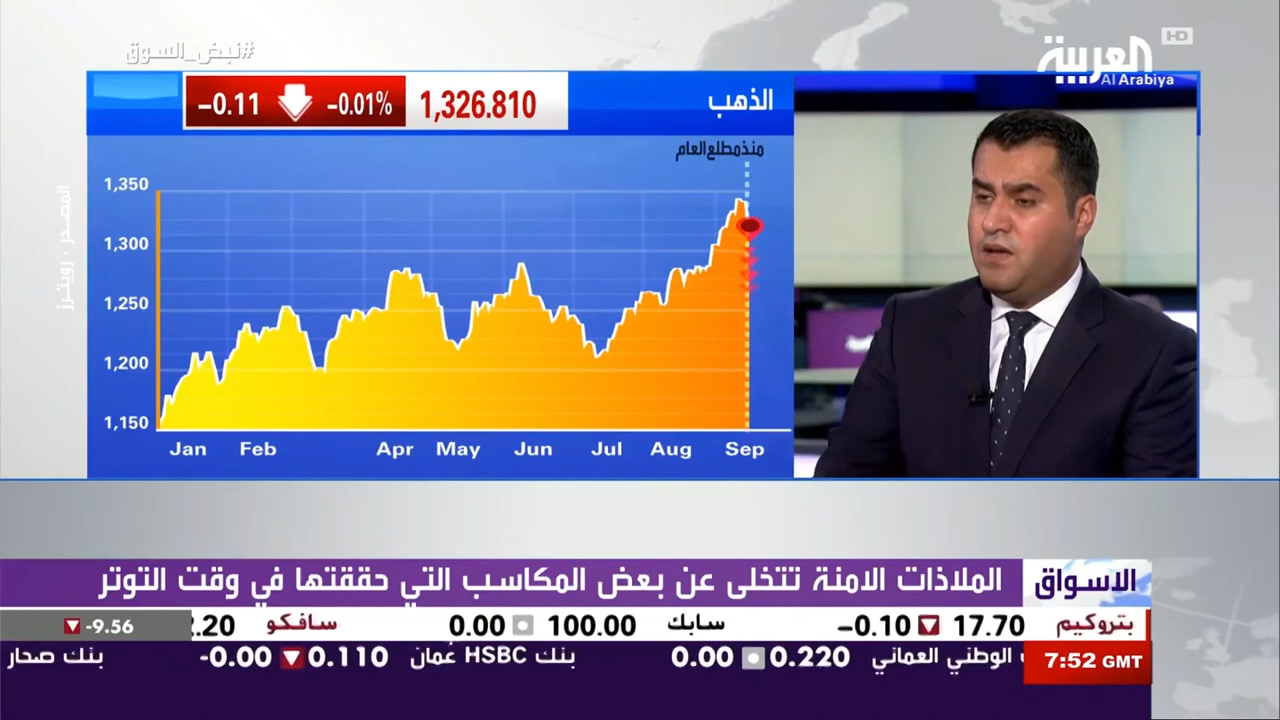 #نبض_السوق
العربية HD
Al Arabiya
الذهب 1,326.810 −0.01% −0.11
منذ مطلع العام
المصدر : رويترز
1,350
1,300
1,250
1,200
1,150
Jan Feb Apr May Jun Jul Aug Sep
الاسواق
الملاذات الامنة تتخلى عن بعض المكاسب التي حققتها في وقت التوتر
بتروكيم 17.70 −0.10 سابك 100.00 0.00 سافكو .20 -9.56
الوطني العماني 0.220 0.00 بنك HSBC عُمان 0.110 -0.00 بنك صحار
7:52 GMT